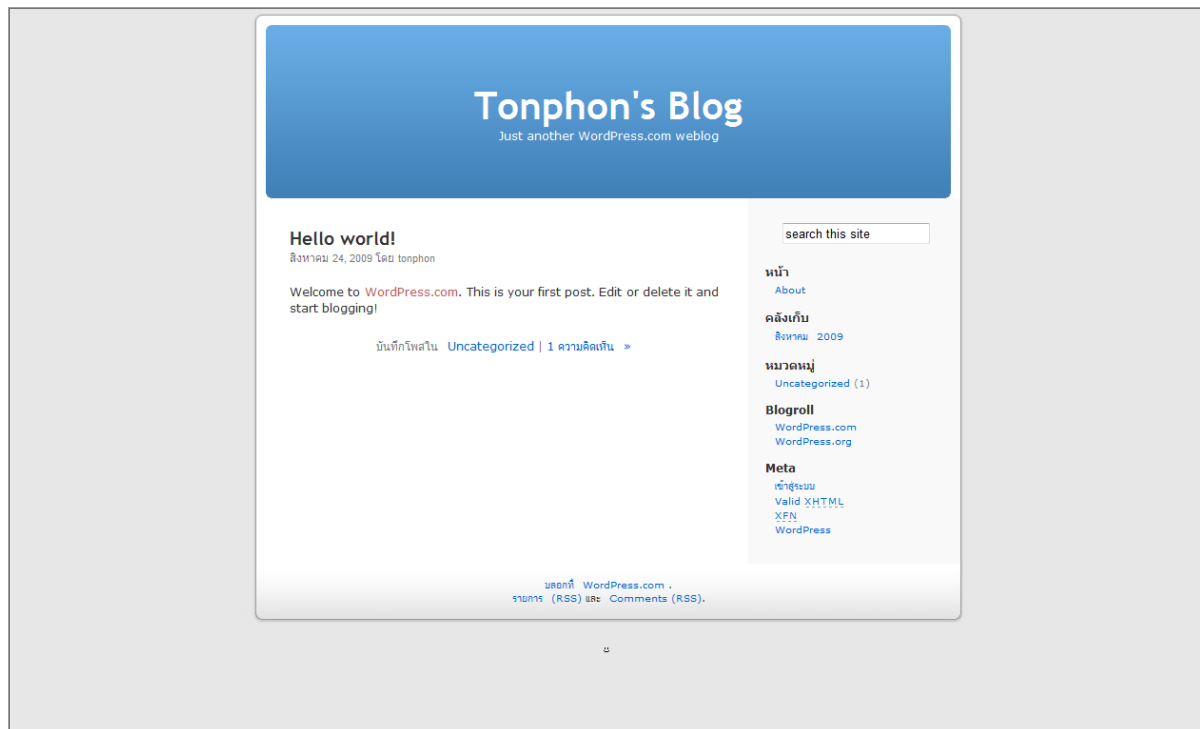 Tonphon's Blog
Just another WordPress.com weblog
Hello world!
สิงหาคม 24, 2009 โดย tonphon
Welcome to WordPress.com. This is your first post. Edit or delete it and
start blogging!
บันทึกโพสใน Uncategorized | 1 ความคิดเห็น »
search this site
หน้า
About
คลังเก็บ
สิงหาคม 2009
หมวดหมู่
Uncategorized (1)
Blogroll
WordPress.com
WordPress.org
Meta
เข้าสู่ระบบ
Valid XHTML
XFN
WordPress
บลอกที่ WordPress.com .
รายการ (RSS) และ Comments (RSS).